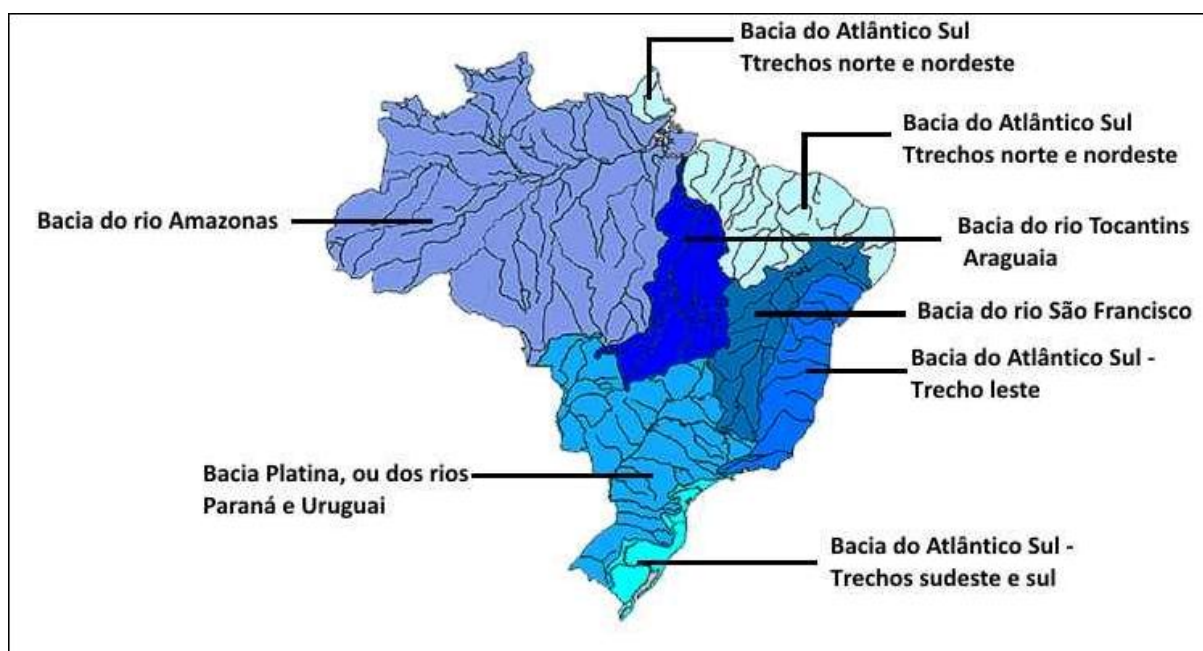 Bacia do Atlântico Sul
Ttrechos norte e nordeste
Bacia do Atlântico Sul
Ttrechos norte e nordeste
Bacia do rio Amazonas
Bacia do rio Tocantins
Araguaia
Bacia do rio São Francisco
Bacia do Atlântico Sul -
Trecho leste
Bacia Platina, ou dos rios
Paraná e Uruguai
Bacia do Atlântico Sul -
Trechos sudeste e sul